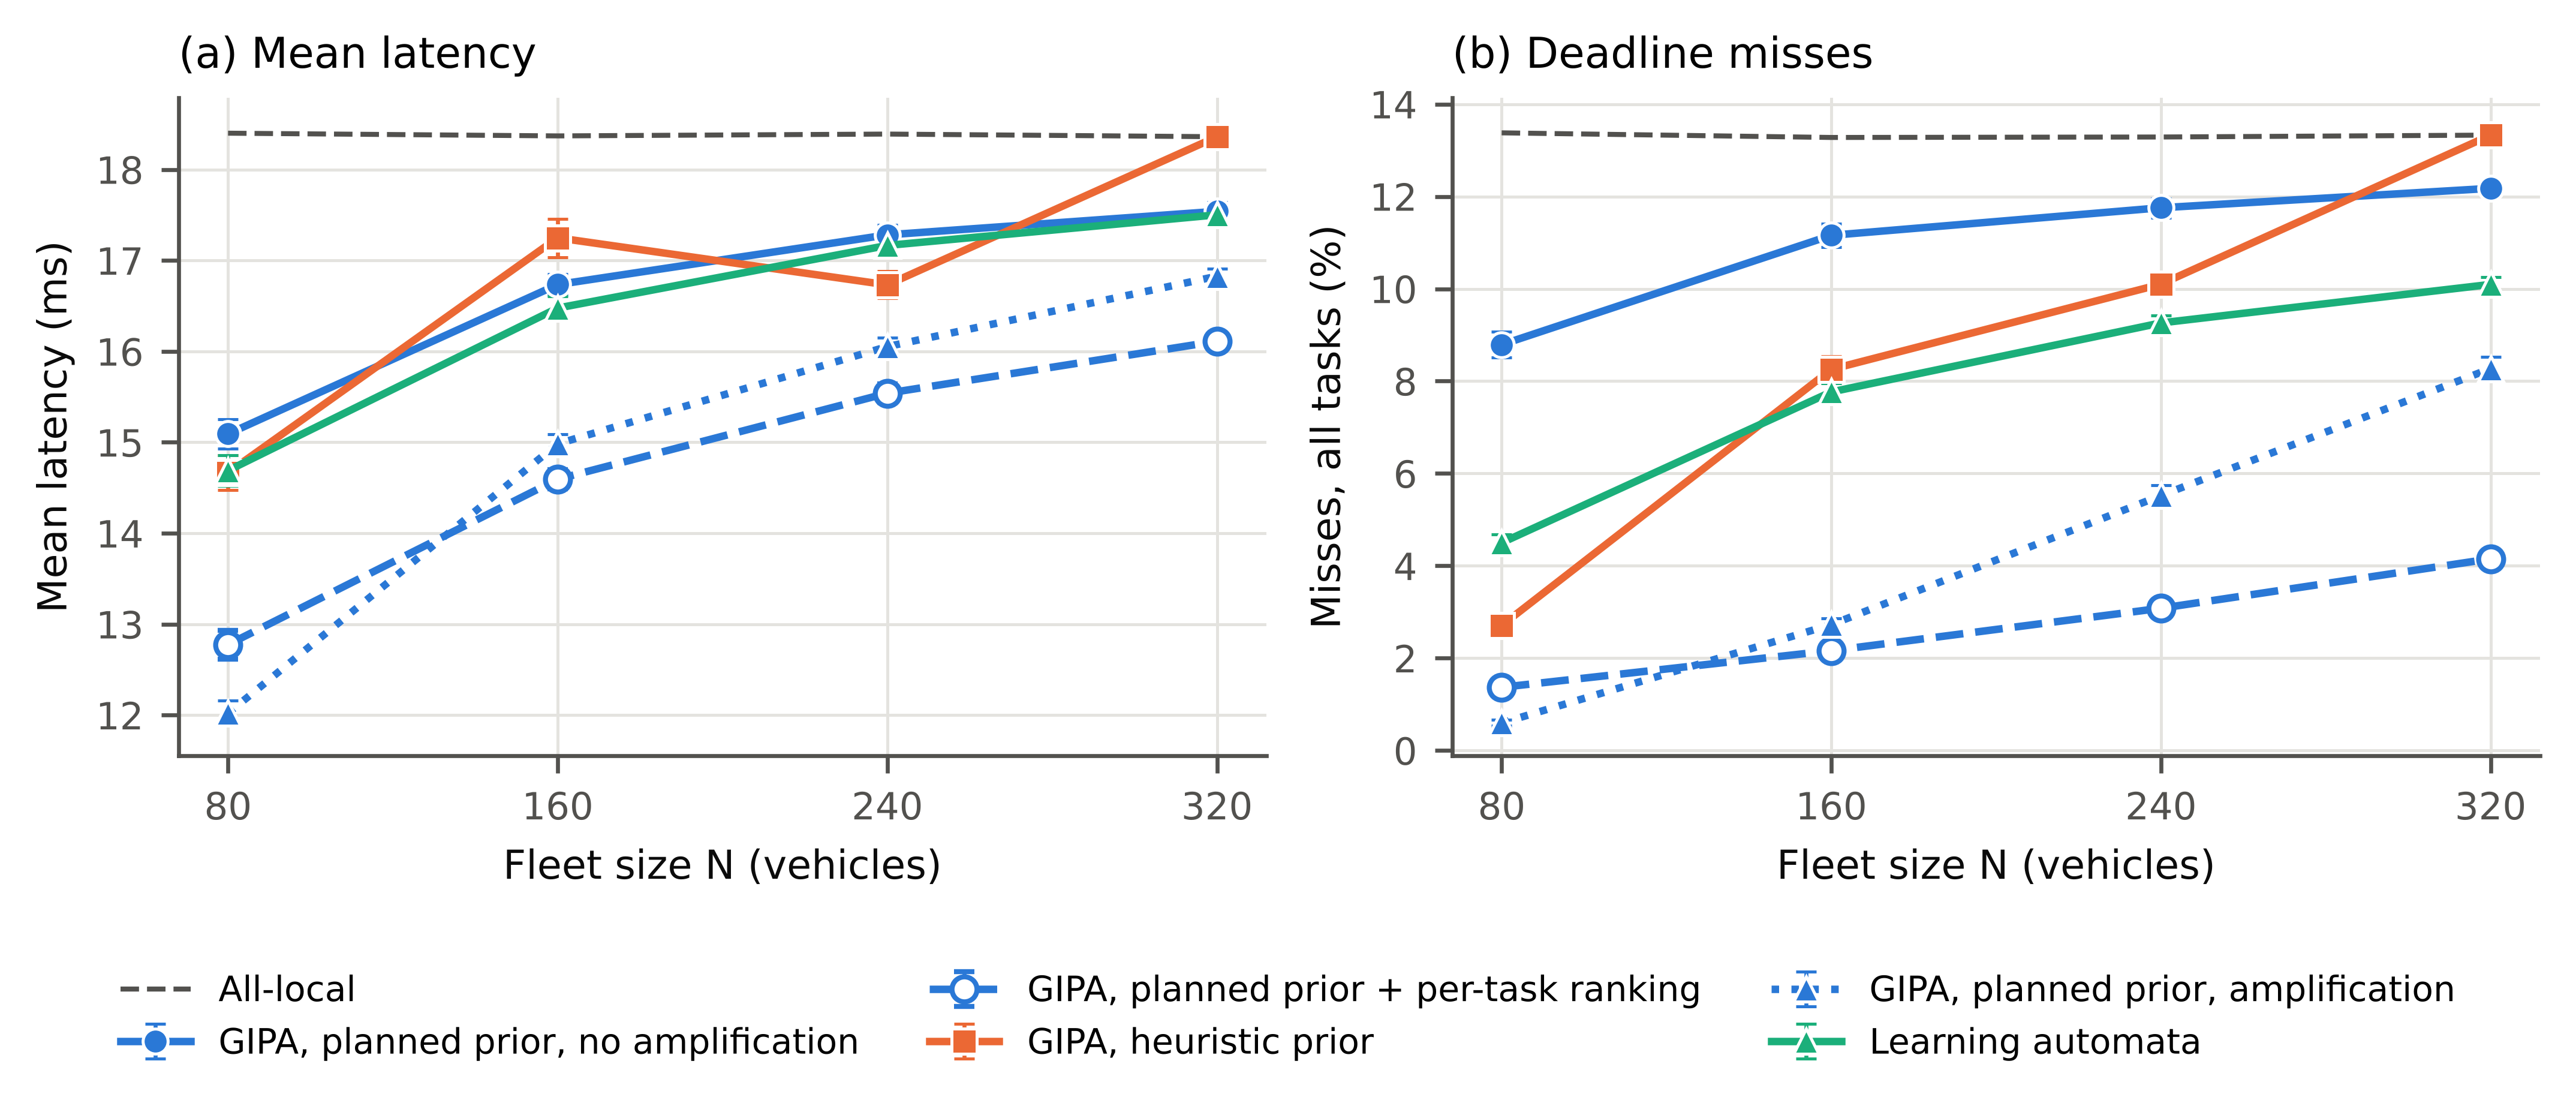 (a) Mean latency
Mean latency (ms)
18
17
16
15
14
13
12
80 160 240 320
Fleet size N (vehicles)
(b) Deadline misses
Misses, all tasks (%)
14
12
10
8
6
4
2
0
80 160 240 320
Fleet size N (vehicles)
All-local
GIPA, planned prior, no amplification
GIPA, planned prior + per-task ranking
GIPA, heuristic prior
GIPA, planned prior, amplification
Learning automata